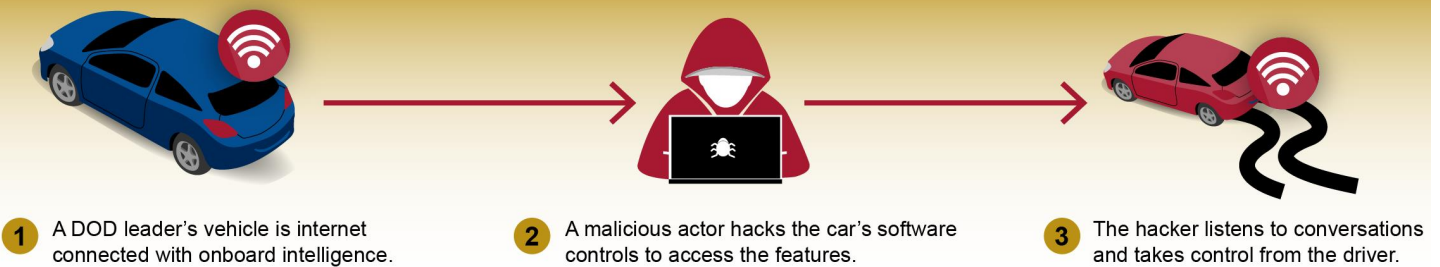 1 A DOD leader's vehicle is internet
connected with onboard intelligence.
2 A malicious actor hacks the car's software
controls to access the features.
3 The hacker listens to conversations
and takes control from the driver.